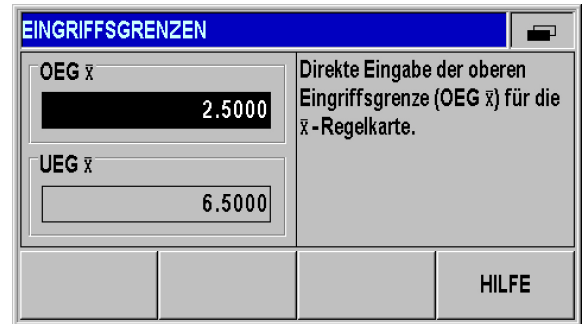 EINGRIFFSGRENZEN
OEG x̄
2.5000
UEG x̄
6.5000
Direkte Eingabe der oberen
Eingriffsgrenze (OEG x̄) für die
x̄ - Regelkarte.
HILFE